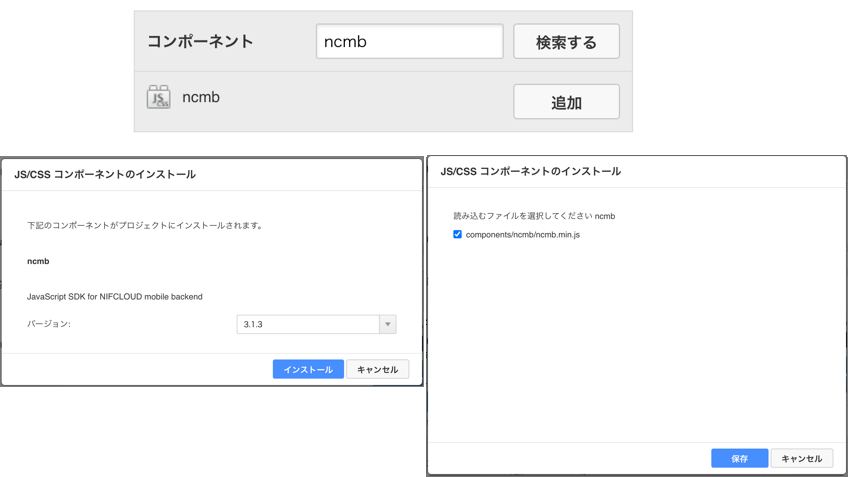 コンポーネント ncmb 検索する
JS CSS ncmb 追加
JS/CSS コンポーネントのインストール
下記のコンポーネントがプロジェクトにインストールされます。
ncmb
JavaScript SDK for NIFCLOUD mobile backend
バージョン: 3.1.3
インストール キャンセル
JS/CSS コンポーネントのインストール
読み込むファイルを選択してください ncmb
components/ncmb/ncmb.min.js
保存 キャンセル